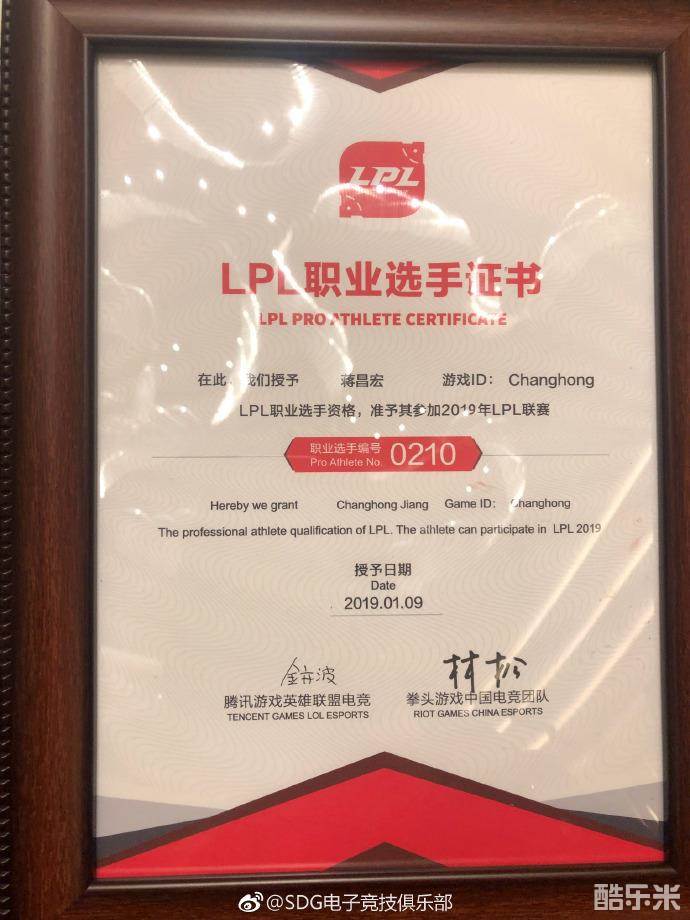 LPL
LPL职业选手证书
LPL PRO ATHLETE CERTIFICATE
在此,我们授予 蒋昌宏 游戏ID: Changhong
LPL职业选手资格，准予其参加2019年LPL联赛
职业选手编号
Pro Athlete No. 0210
Hereby we grant Changhong Jiang Game ID: Changhong
The professional athlete qualification of LPL. The athlete can participate in LPL 2019
授予日期
Date
2019.01.09
金亦波 林松
腾讯游戏英雄联盟电竞 拳头游戏中国电竞团队
TENCENT GAMES LOL ESPORTS RIOT GAMES CHINA ESPORTS
@SDG电子竞技俱乐部
酷乐米